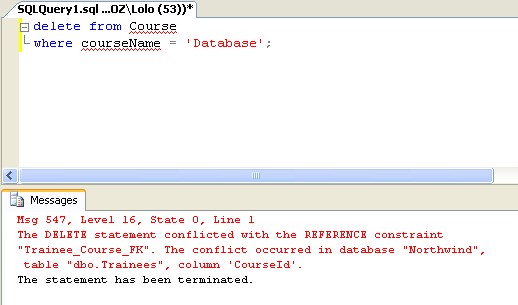 SQLQuery1.sql ...OZ\Lolo (53))*
delete from Course
where courseName = 'Database';
Messages
Msg 547, Level 16, State 0, Line 1
The DELETE statement conflicted with the REFERENCE constraint
"Trainee_Course_FK". The conflict occurred in database "Northwind",
table "dbo.Trainees", column 'CourseId'.
The statement has been terminated.